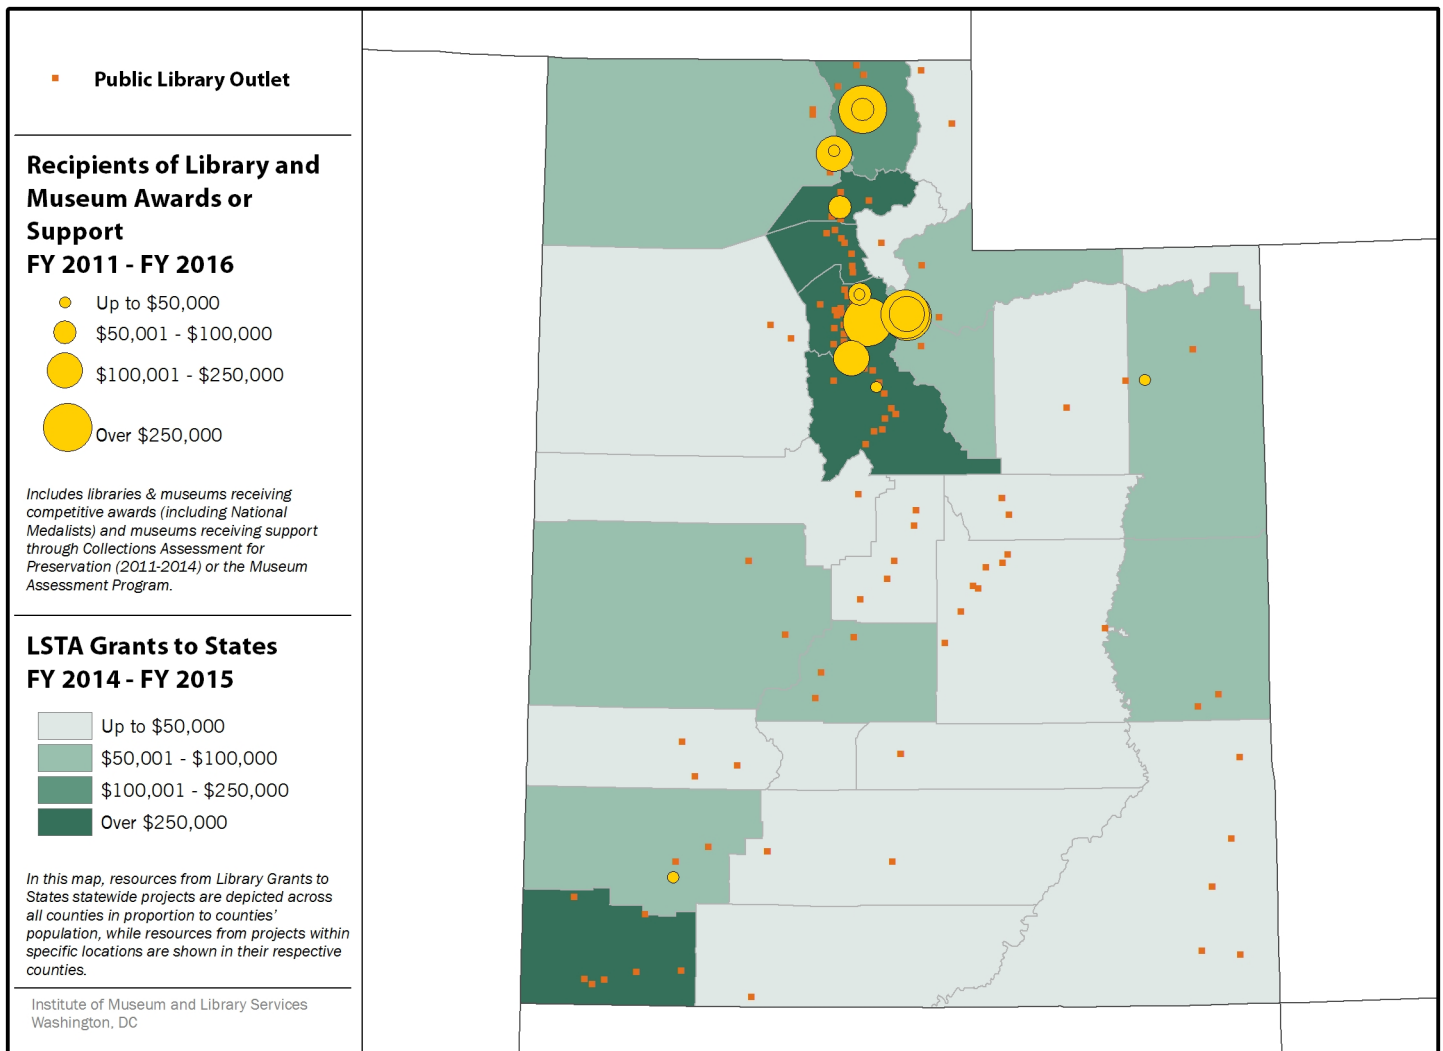 Public Library Outlet
Recipients of Library and
Museum Awards or
Support
FY 2011 - FY 2016
Up to $50,000
$50,001 - $100,000
$100,001 - $250,000
Over $250,000
Includes libraries & museums receiving
competitive awards (including National
Medalists) and museums receiving support
through Collections Assessment for
Preservation (2011-2014) or the Museum
Assessment Program.
LSTA Grants to States
FY 2014 - FY 2015
Up to $50,000
$50,001 - $100,000
$100,001 - $250,000
Over $250,000
In this map, resources from Library Grants to
States statewide projects are depicted across
all counties in proportion to counties'
population, while resources from projects within
specific locations are shown in their respective
counties.
Institute of Museum and Library Services
Washington, DC